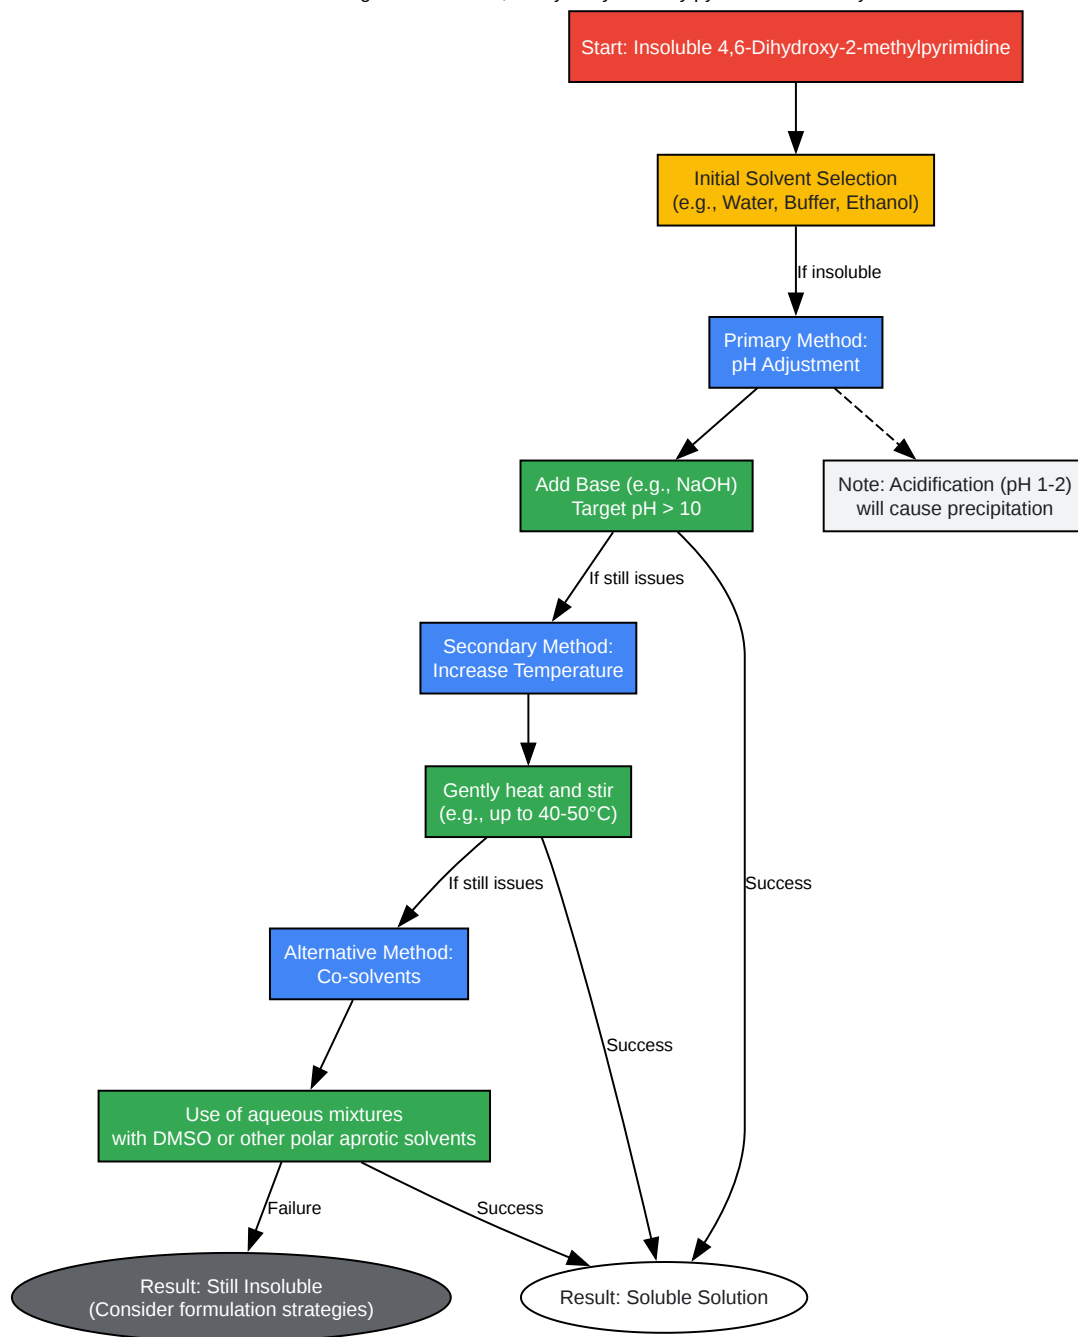 Start: Insoluble 4,6-Dihydroxy-2-methylpyrimidine
Initial Solvent Selection
(e.g., Water, Buffer, Ethanol)
If insoluble
Primary Method:
pH Adjustment
Add Base (e.g., NaOH)
Target pH > 10
Note: Acidification (pH 1-2)
will cause precipitation
If still issues
Secondary Method:
Increase Temperature
Gently heat and stir
(e.g., up to 40-50°C)
If still issues
Success
Alternative Method:
Co-solvents
Success
Use of aqueous mixtures
with DMSO or other polar aprotic solvents
Failure
Success
Result: Still Insoluble
(Consider formulation strategies)
Result: Soluble Solution